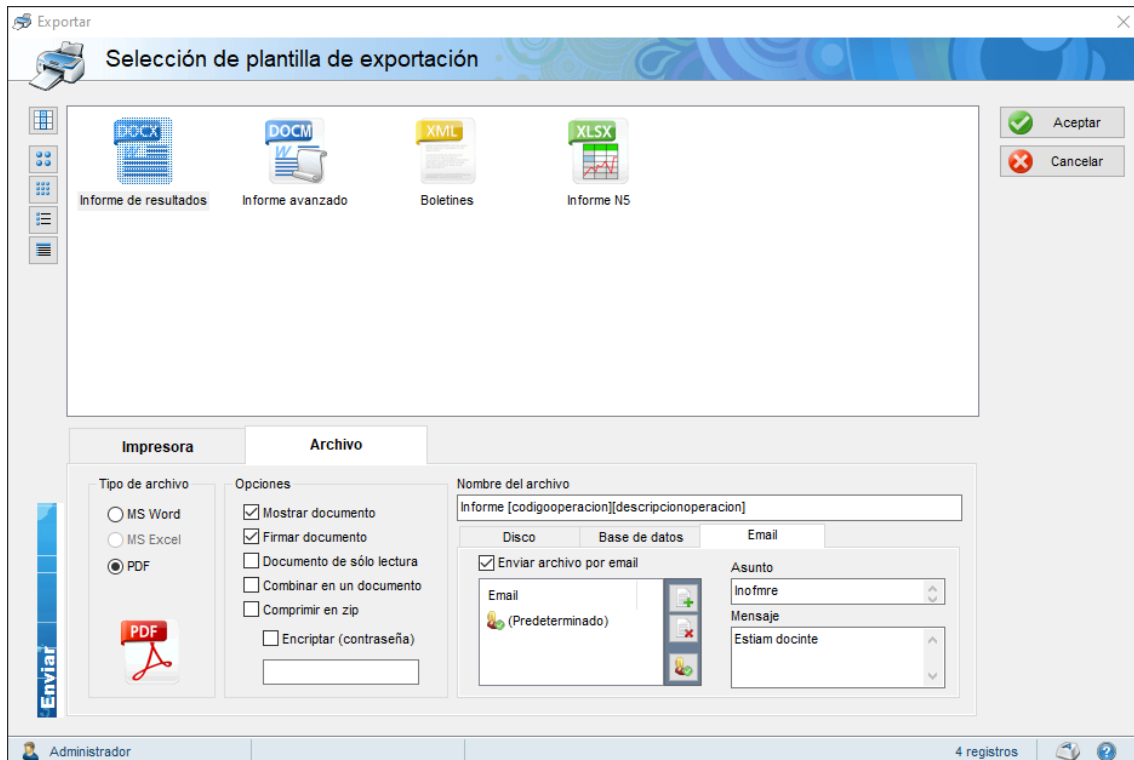 Exportar
Selección de plantilla de exportación
DOCX
DOCM
XML
XLSX
W
W
Informe de resultados
Informe avanzado
Boletines
Informe N5
Aceptar
Cancelar
Impresora
Archivo
Tipo de archivo
MS Word
MS Excel
PDF
PDF
Opciones
Mostrar documento
Firmar documento
Documento de sólo lectura
Combinar en un documento
Comprimir en zip
Encriptar (contraseña)
Nombre del archivo
Informe [codigooperacion][descripcionoperacion]
Disco
Base de datos
Email
Enviar archivo por email
Email
(Predeterminado)
Asunto
Inofmre
Mensaje
Estiam docinte
Enviar
Administrador
4 registros
?